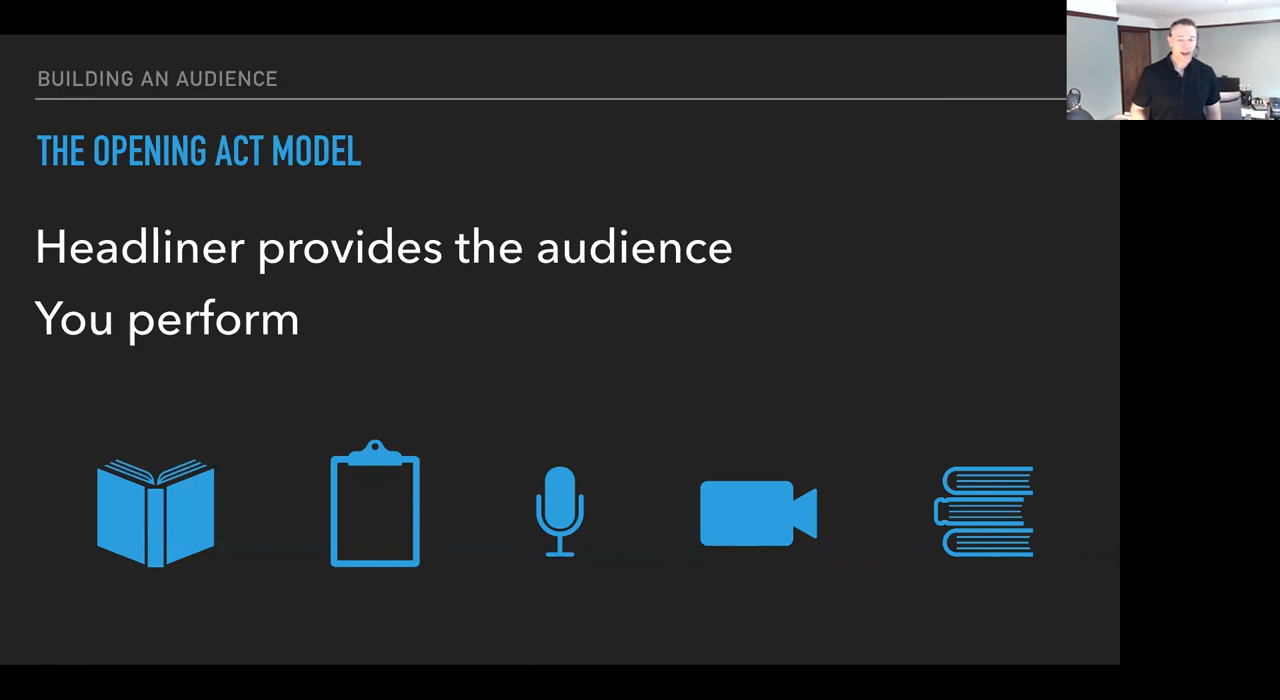 BUILDING AN AUDIENCE
THE OPENING ACT MODEL
Headliner provides the audience
You perform